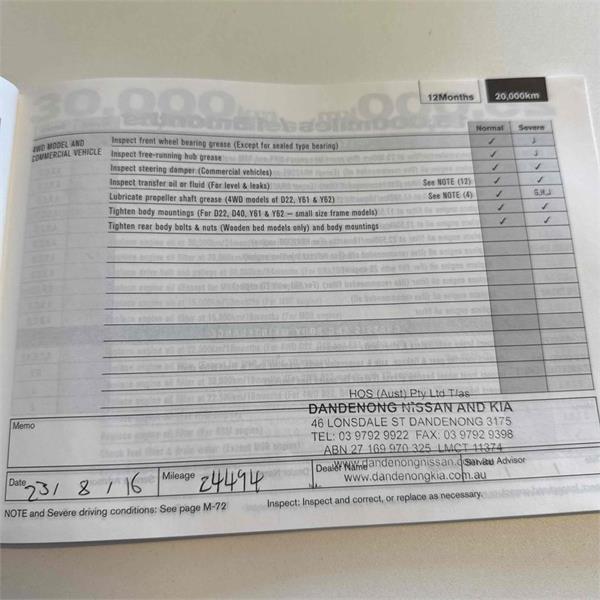 12Months 20,000km
Normal Severe
4WD MODEL AND COMMERCIAL VEHICLE
Inspect front wheel bearing grease (Except for sealed type bearing) ✓ J
Inspect free-running hub grease ✓ J
Inspect steering damper (Commercial vehicles) ✓ ✓
Inspect transfer oil or fluid (For level & leaks) See NOTE (12) ✓ ✓
Lubricate propeller shaft grease (4WD models of D22, Y61 & Y62) See NOTE (4) ✓ G,H,J
Tighten body mountings (For D22, D40, Y61 & Y62 – small size frame models) ✓ ✓
Tighten rear body bolts & nuts (Wooden bed models only) and body mountings ✓ ✓
HQS (Aust) Pty Ltd T/as
DANDENONG NISSAN AND KIA
46 LONSDALE ST DANDENONG 3175
TEL: 03 9792 9922 FAX: 03 9792 9398
ABN 27 169 970 325 LMCT 11374
www.dandenongnissan.com.au
www.dandenongkia.com.au
Memo
Date 23/ 8 / 16 Mileage 24494 Dealer Name Service Advisor
NOTE and Severe driving conditions: See page M-72 Inspect: Inspect and correct, or replace as necessary.